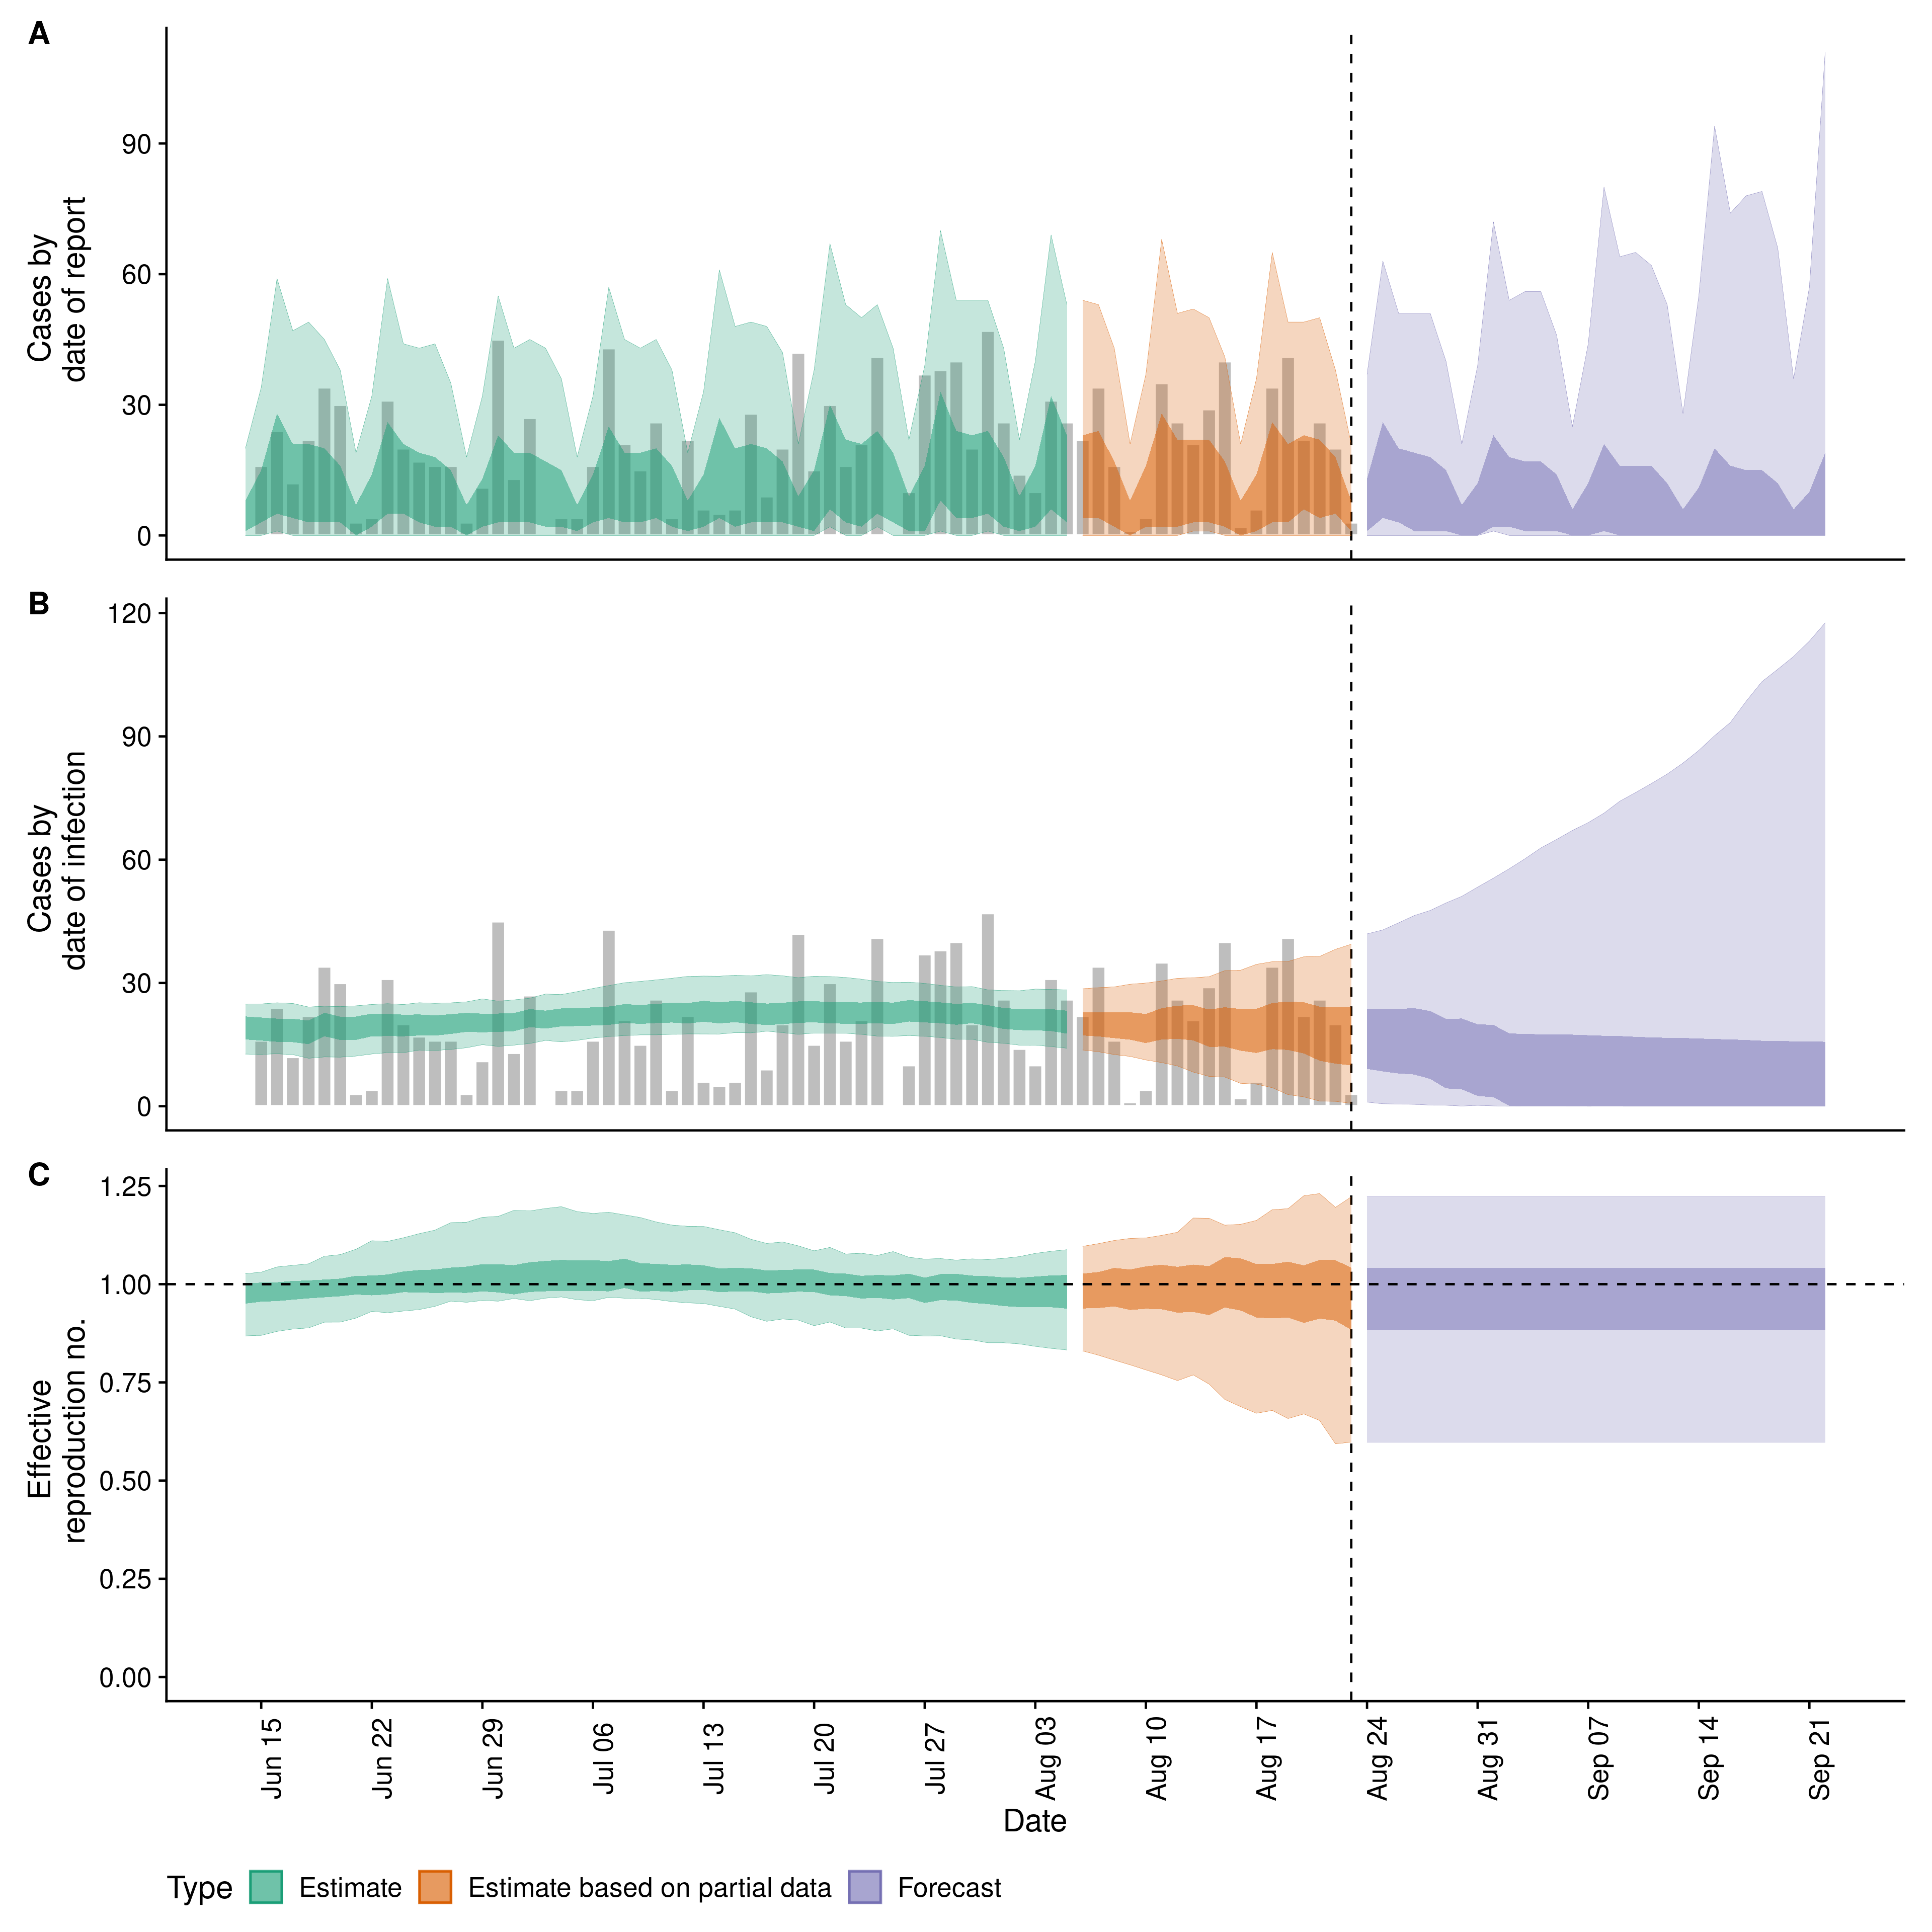 A
Cases by
date of report
90
60
30
0
B
Cases by
date of infection
120
90
60
30
0
C
Effective
reproduction no.
1.25
1.00
0.75
0.50
0.25
0.00
Jun 15
Jun 22
Jun 29
Jul 06
Jul 13
Jul 20
Jul 27
Aug 03
Aug 10
Aug 17
Aug 24
Aug 31
Sep 07
Sep 14
Sep 21
Date
Type Estimate Estimate based on partial data Forecast